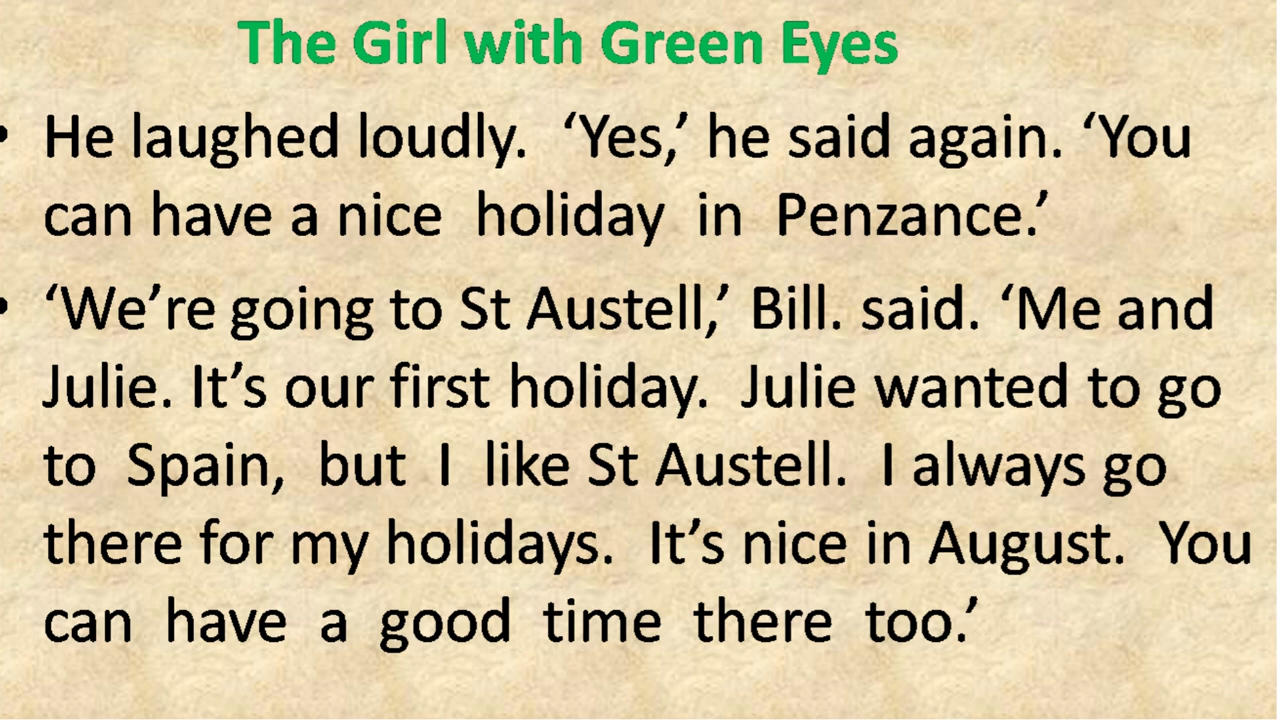 The Girl with Green Eyes
• He laughed loudly. ‘Yes,’ he said again. ‘You
can have a nice holiday in Penzance.’
• ‘We’re going to St Austell,’ Bill. said. ‘Me and
Julie. It’s our first holiday. Julie wanted to go
to Spain, but I like St Austell. I always go
there for my holidays. It’s nice in August. You
can have a good time there too.’